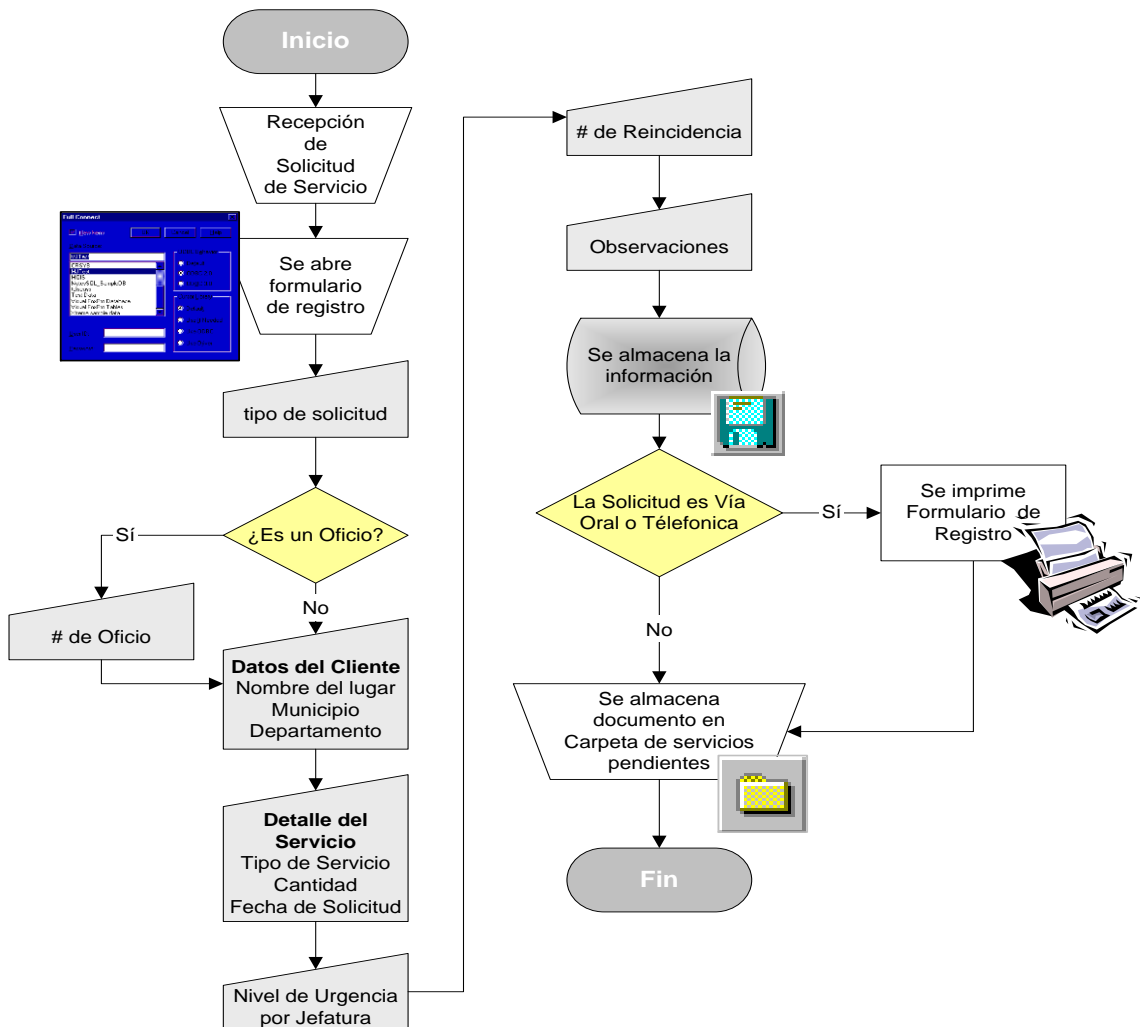 Inicio
Recepción
de
Solicitud
de Servicio
Full Connect
Se abre
formulario
de registro
tipo de solicitud
¿Es un Oficio?
Sí
# de Oficio
No
Datos del Cliente
Nombre del lugar
Municipio
Departamento
Detalle del
Servicio
Tipo de Servicio
Cantidad
Fecha de Solicitud
Nivel de Urgencia
por Jefatura
# de Reincidencia
Observaciones
Se almacena la
información
La Solicitud es Vía
Oral o Télefonica
Sí
Se imprime
Formulario de
Registro
No
Se almacena
documento en
Carpeta de servicios
pendientes
Fin